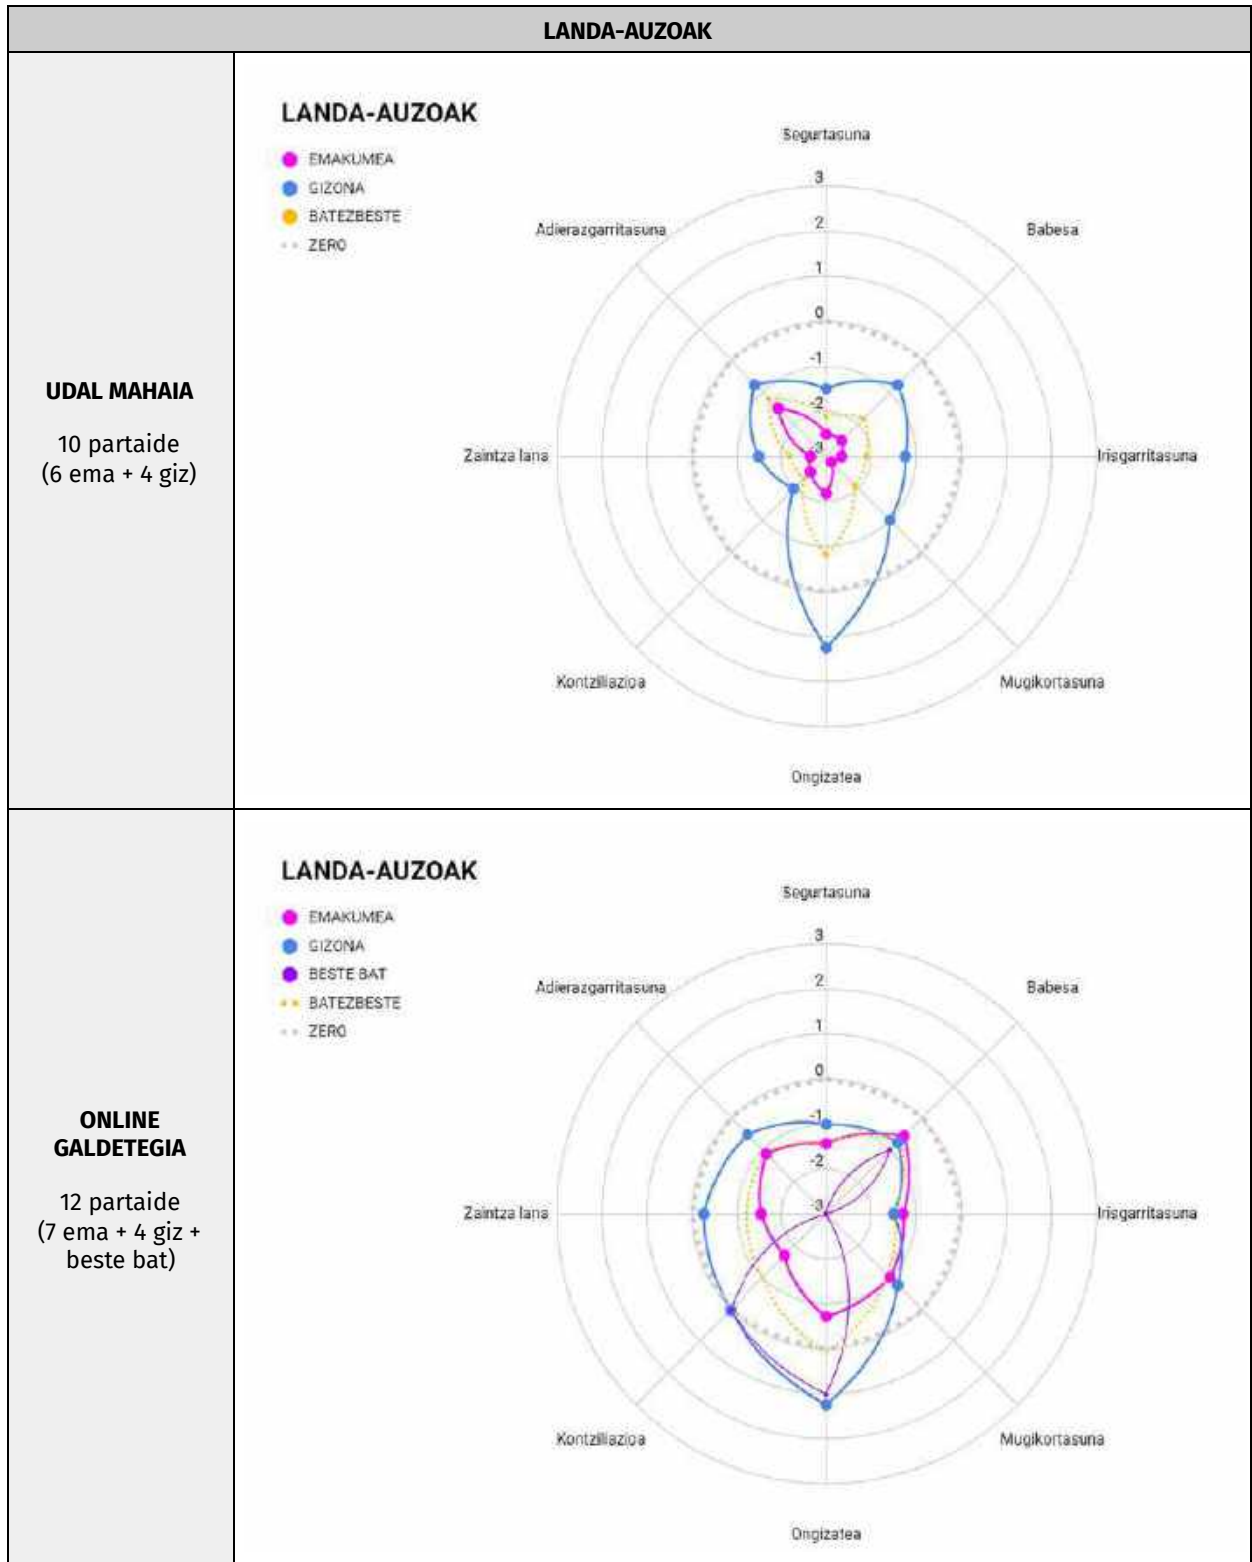 LANDA-AUZOAK
UDAL MAHAIA
10 partaide
(6 ema + 4 giz)
LANDA-AUZOAK
EMAKUMEA
GIZONA
BATEZBESTE
ZERO
Segurtasuna
Babesa
Irisgarritasuna
Mugikortasuna
Ongizatea
Kontziliazioa
Zaintza lana
Adierazgarritasuna
3
2
1
0
-1
-2
-3
ONLINE
GALDETEGIA
12 partaide
(7 ema + 4 giz +
beste bat)
LANDA-AUZOAK
EMAKUMEA
GIZONA
BESTE BAT
BATEZBESTE
ZERO
Segurtasuna
Babesa
Irisgarritasuna
Mugikortasuna
Ongizatea
Kontziliazioa
Zaintza lana
Adierazgarritasuna
3
2
1
0
-1
-2
-3